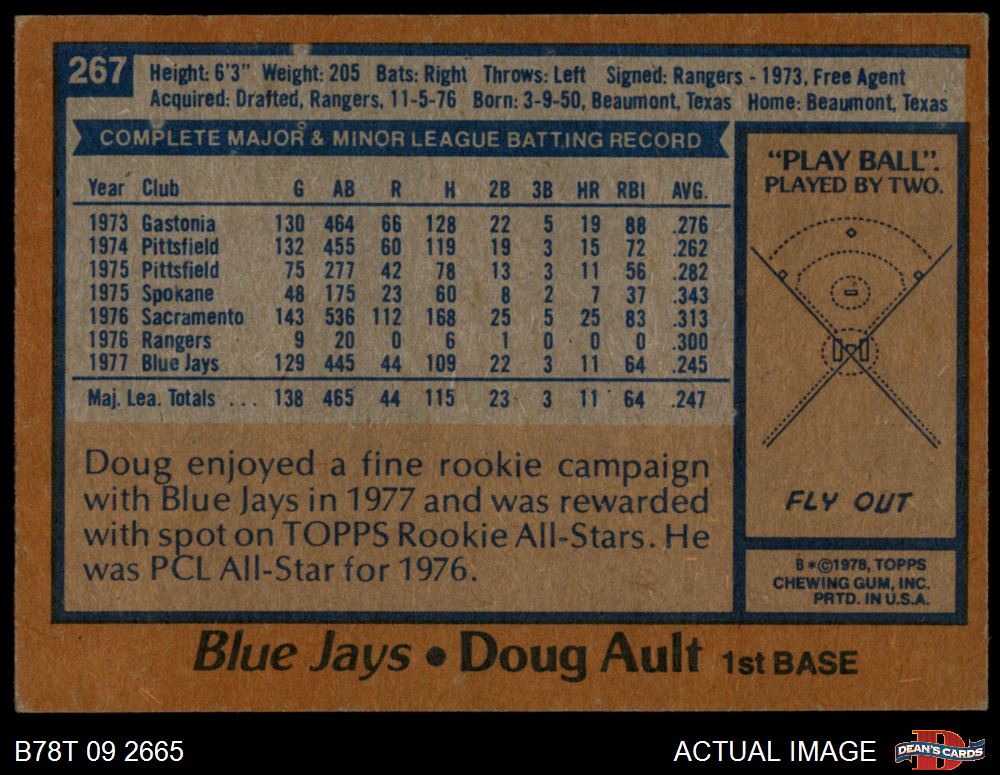 267
Height: 6'3" Weight: 205 Bats: Right Throws: Left Signed: Rangers - 1973, Free Agent
Acquired: Drafted, Rangers, 11-5-76 Born: 3-9-50, Beaumont, Texas Home: Beaumont, Texas
COMPLETE MAJOR & MINOR LEAGUE BATTING RECORD
Year Club G AB R H 2B 3B HR RBI AVG.
1973 Gastonia 130 464 66 128 22 5 19 88 .276
1974 Pittsfield 132 455 60 119 19 3 15 72 .262
1975 Pittsfield 75 277 42 78 13 3 11 56 .282
1975 Spokane 48 175 23 60 8 2 7 37 .343
1976 Sacramento 143 536 112 168 25 5 25 83 .313
1976 Rangers 9 20 0 6 1 0 0 0 .300
1977 Blue Jays 129 445 44 109 22 3 11 64 .245
Maj. Lea. Totals ... 138 465 44 115 23 3 11 64 .247
Doug enjoyed a fine rookie campaign
with Blue Jays in 1977 and was rewarded
with spot on TOPPS Rookie All-Stars. He
was PCL All-Star for 1976.
"PLAY BALL".
PLAYED BY TWO.
FLY OUT
B*©1978, TOPPS
CHEWING GUM, INC.
PRTD. IN U.S.A.
Blue Jays • Doug Ault 1st BASE
B78T 09 2665
ACTUAL IMAGE
D
DEAN'S CARDS